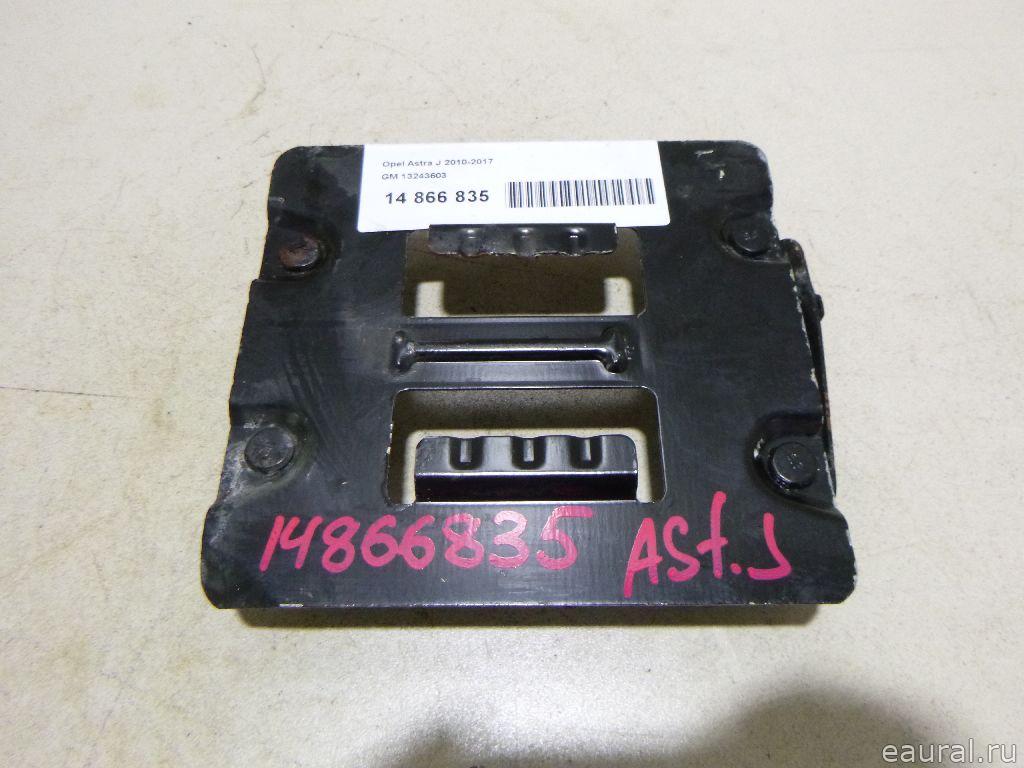 Opel Astra J 2010-2017
GM 13243603
14 866 835
14866835 ASt.J
eaural.ru